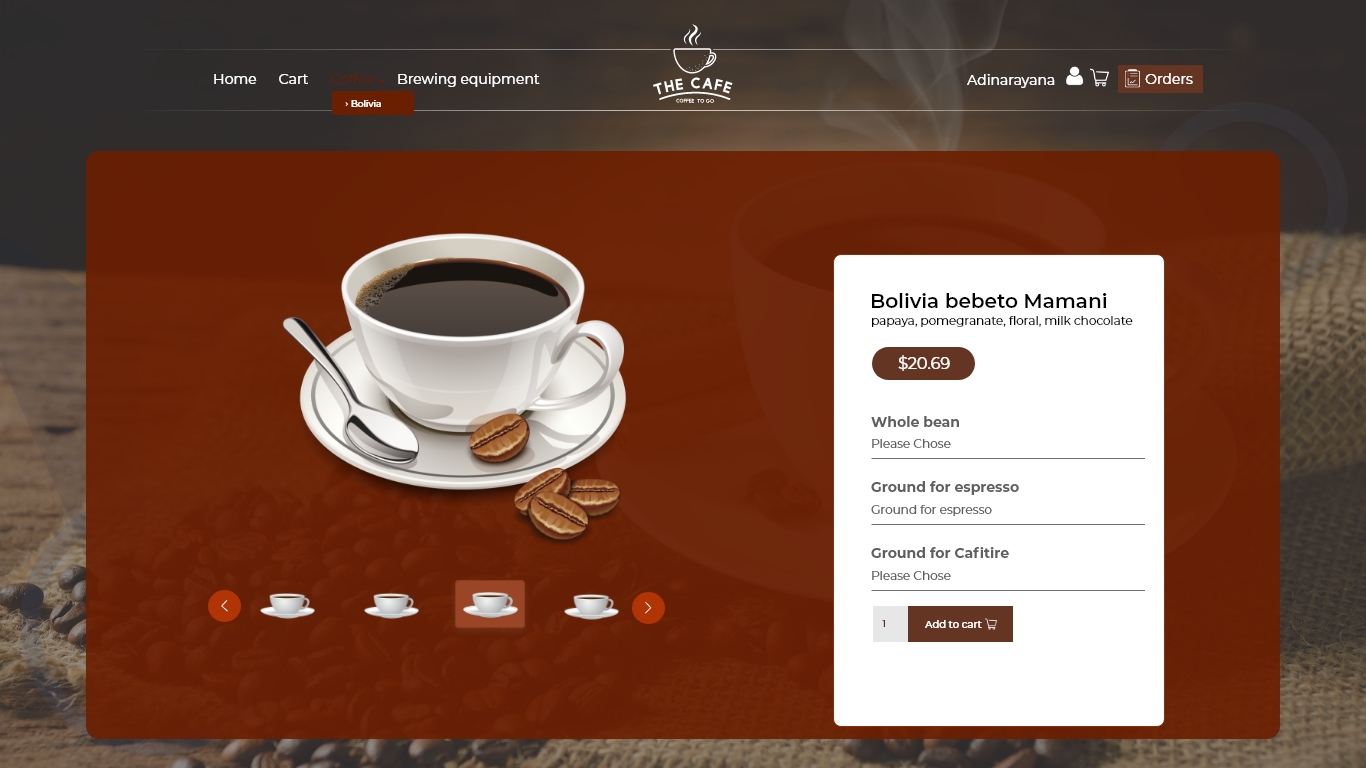 Home Cart Coffee Brewing equipment
› Bolivia
THE CAFE
COFFEE TO GO
Adinarayana
Orders
Bolivia bebeto Mamani
papaya, pomegranate, floral, milk chocolate
$20.69
Whole bean
Please Chose
Ground for espresso
Ground for espresso
Ground for Cafitire
Please Chose
1
Add to cart